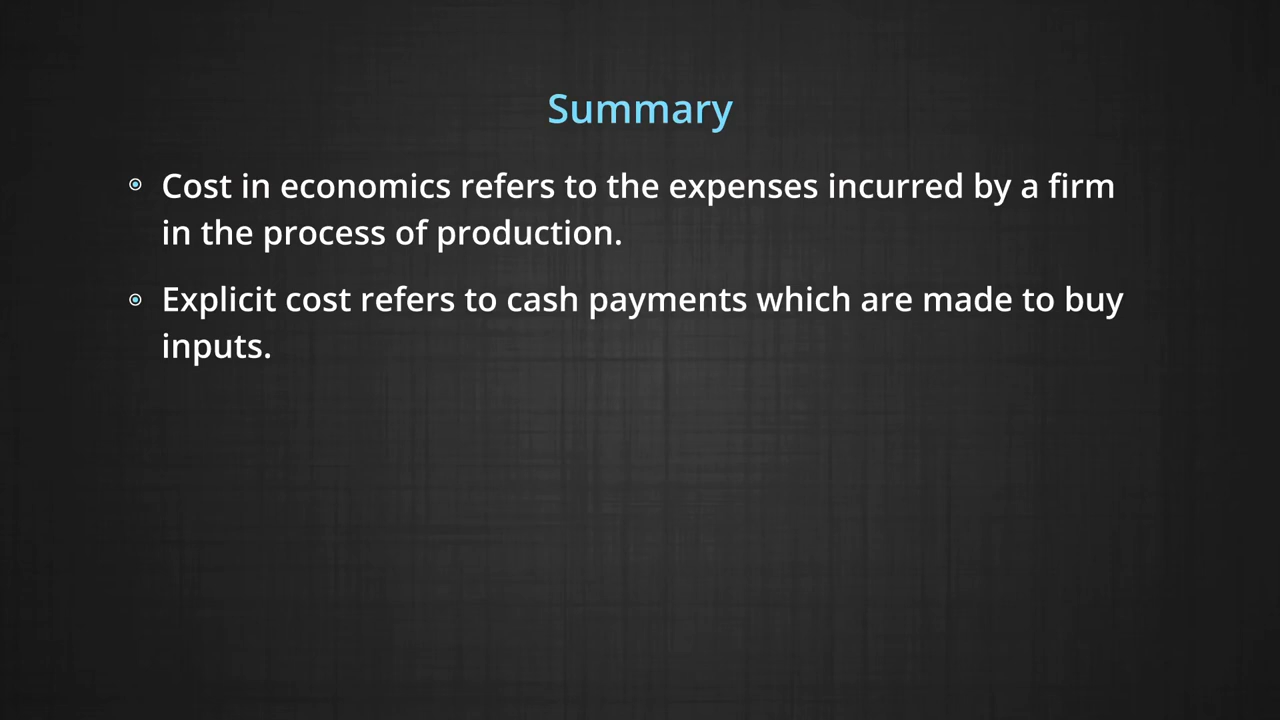 Summary
Cost in economics refers to the expenses incurred by a firm
in the process of production.
Explicit cost refers to cash payments which are made to buy
inputs.